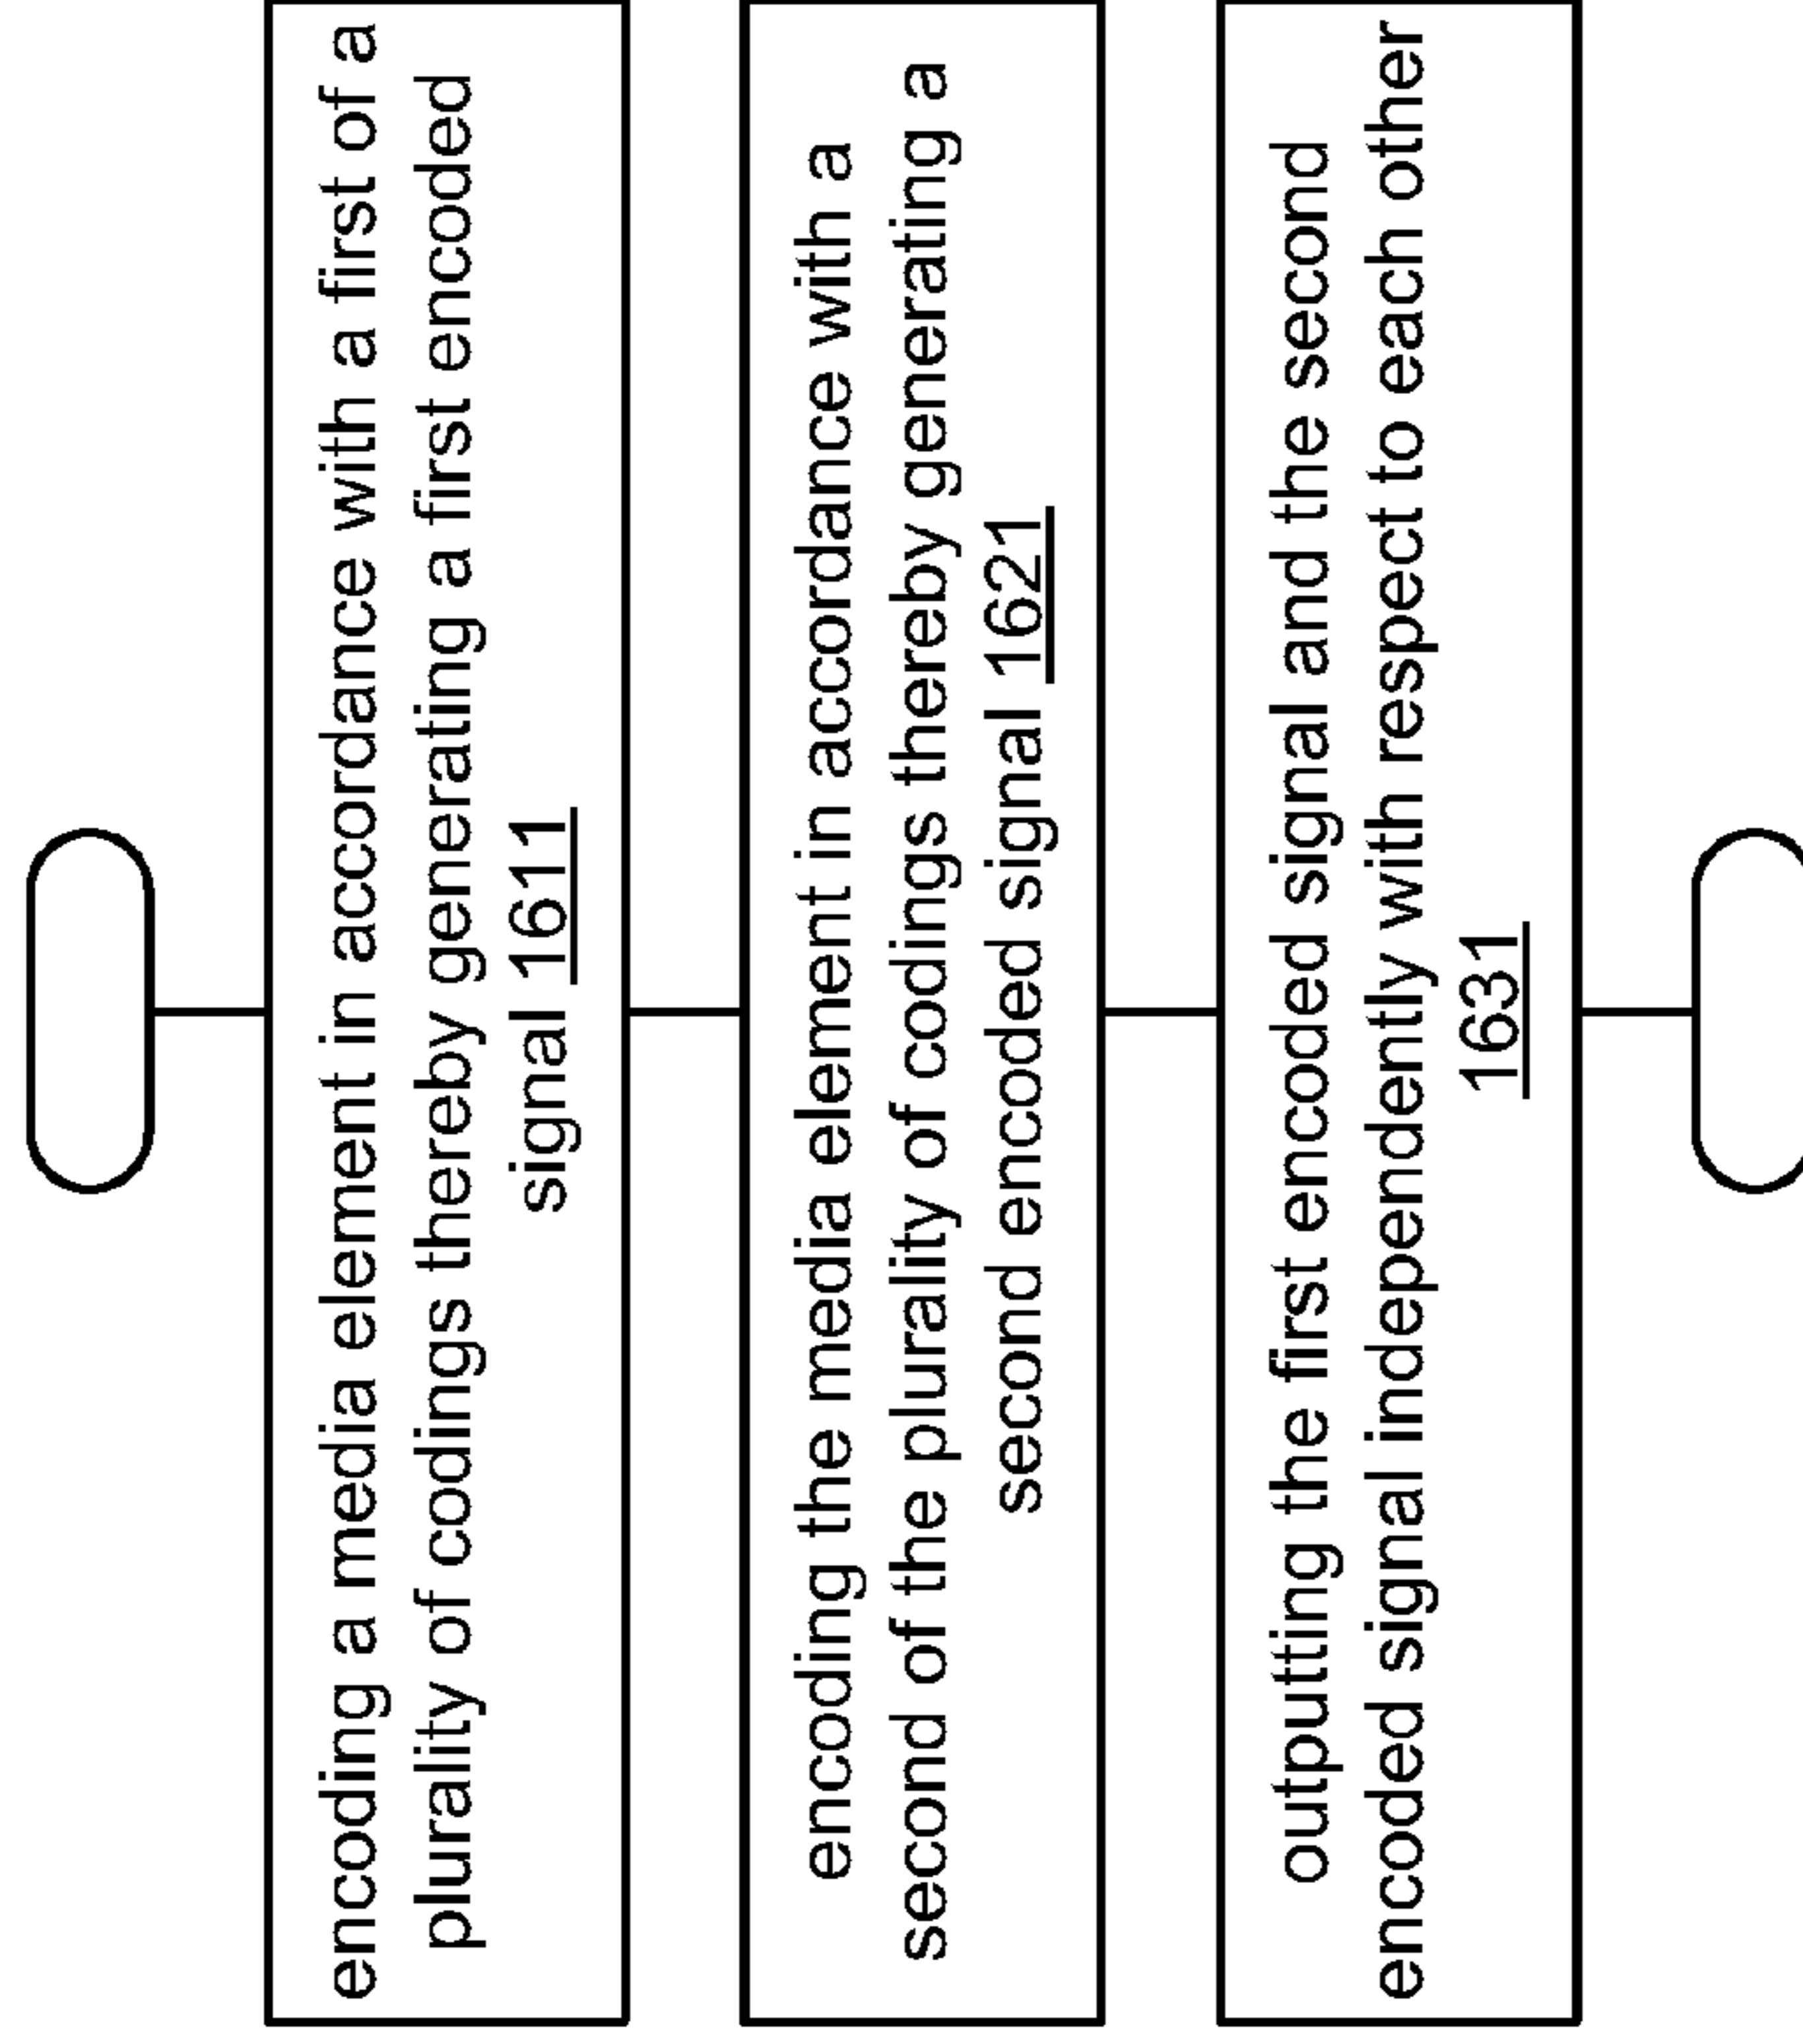 encoding a media element in accordance with a first of a
plurality of codings thereby generating a first encoded
signal 1611
encoding the media element in accordance with a
second of the plurality of codings thereby generating a
second encoded signal 1621
outputting the first encoded signal and the second
encoded signal independently with respect to each other
1631